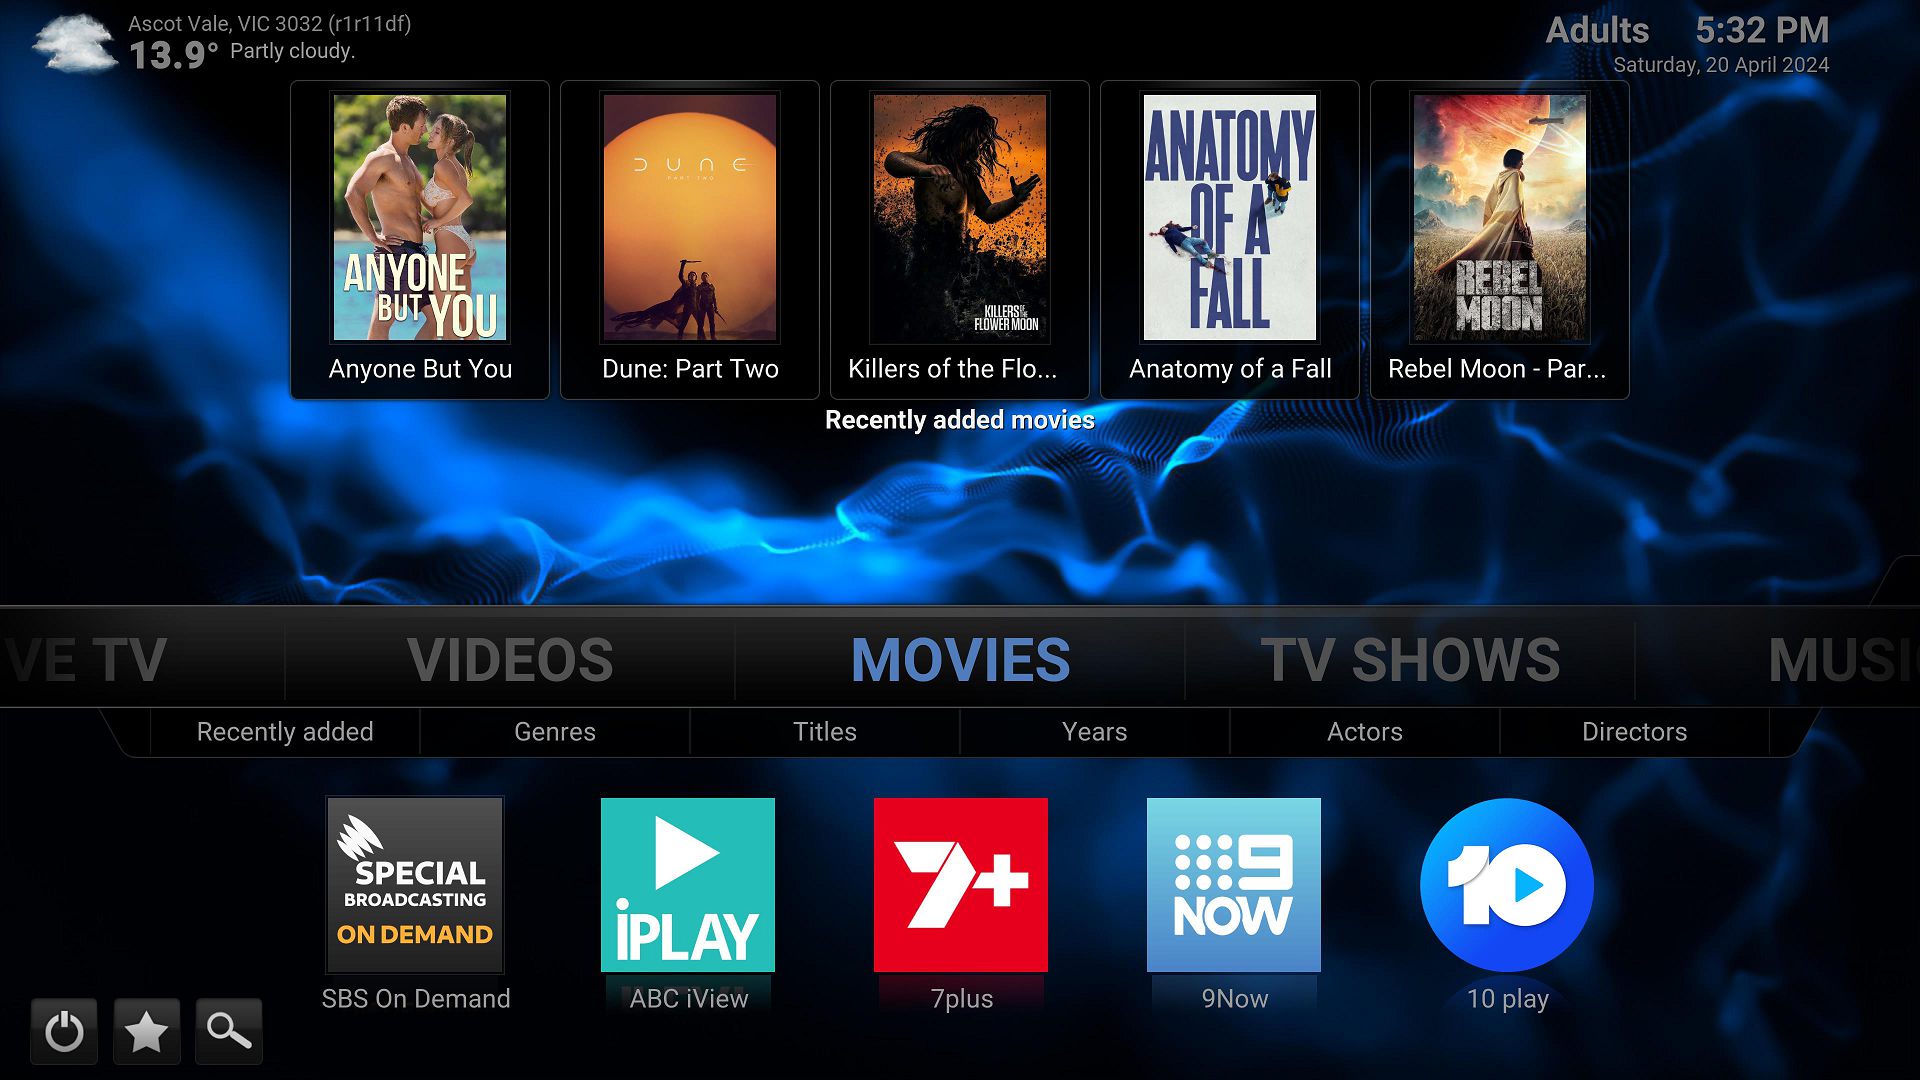 Ascot Vale, VIC 3032 (r1r11df)
13.9° Partly cloudy.
Adults 5:32 PM
Saturday, 20 April 2024
ANYONE
BUT YOU
DUNE
PART TWO
KILLERS OF THE
FLOWER MOON
ANATOMY
OF A
FALL
REBEL
MOON
Anyone But You
Dune: Part Two
Killers of the Flo...
Anatomy of a Fall
Rebel Moon - Par...
Recently added movies
VE TV
VIDEOS
MOVIES
TV SHOWS
MUSIC
Recently added
Genres
Titles
Years
Actors
Directors
SPECIAL
BROADCASTING
ON DEMAND
iPLAY
7+
9
NOW
10
SBS On Demand
ABC iView
7plus
9Now
10 play